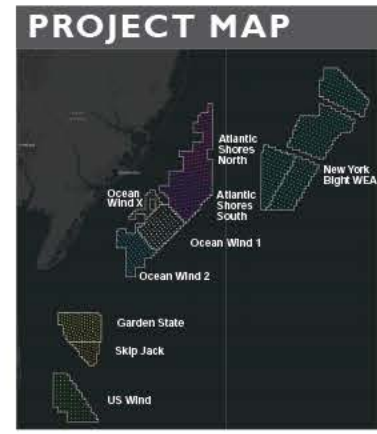 PROJECT MAP
Atlantic
Shores
North
New York
Bight WEA
Ocean
Wind X
Atlantic
Shores
South
Ocean Wind 1
Ocean Wind 2
Garden State
Skip Jack
US Wind